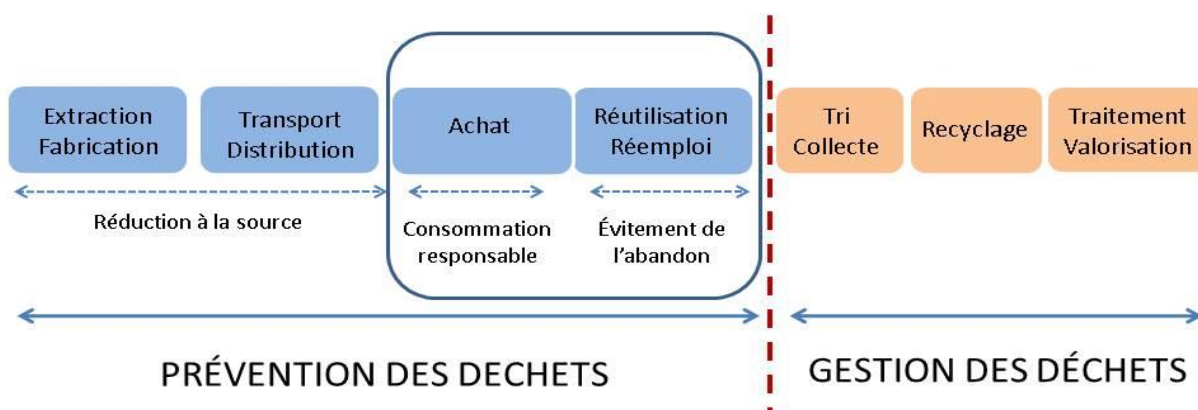 Extraction
Fabrication
Transport
Distribution
Achat
Réutilisation
Réemploi
Tri
Collecte
Recyclage
Traitement
Valorisation
Réduction à la source
Consommation
responsable
Évitement de
l'abandon
PRÉVENTION DES DECHETS
GESTION DES DÉCHETS